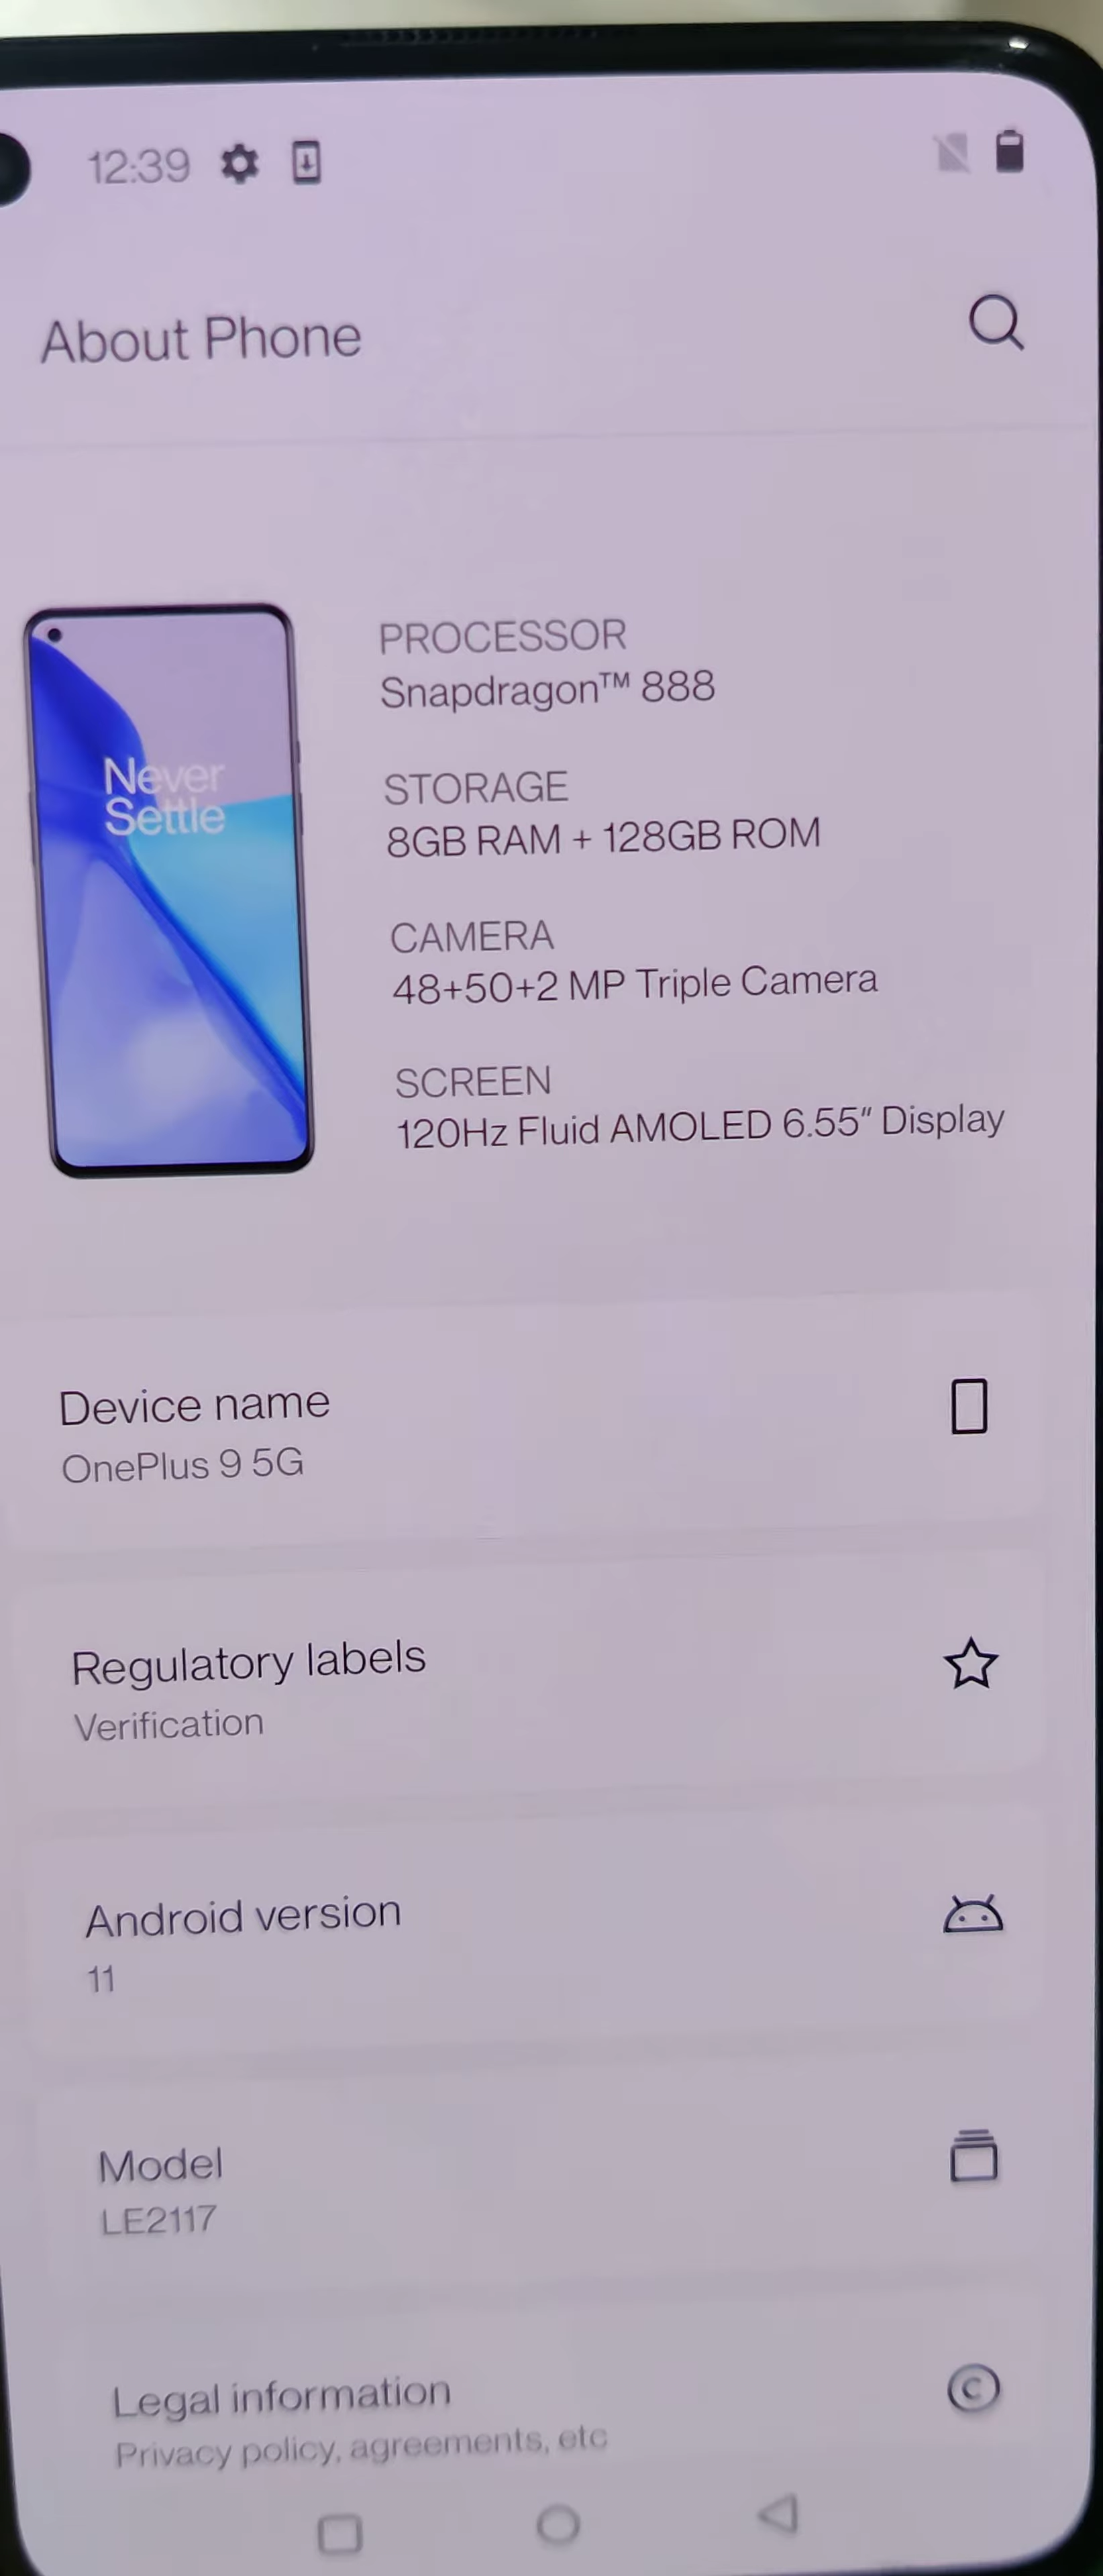 12:39
About Phone
Never
Settle
PROCESSOR
Snapdragon™ 888
STORAGE
8GB RAM + 128GB ROM
CAMERA
48+50+2 MP Triple Camera
SCREEN
120Hz Fluid AMOLED 6.55" Display
Device name
OnePlus 9 5G
Regulatory labels
Verification
Android version
11
Model
LE2117
Legal information
Privacy policy, agreements, etc